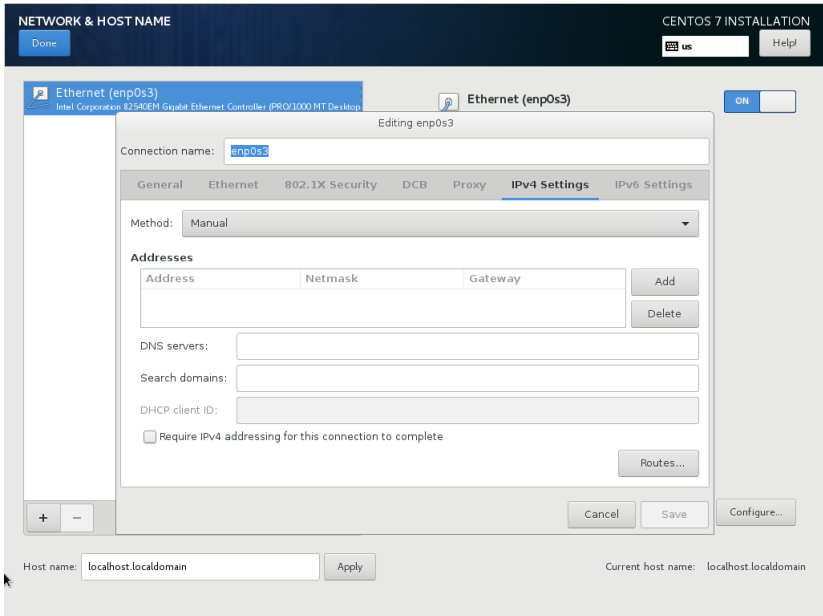 NETWORK & HOST NAME
CENTOS 7 INSTALLATION
Done
us
Help!
Ethernet (enp0s3)
Intel Corporation 82540EM Gigabit Ethernet Controller (PRO/1000 MT Desktop
Ethernet (enp0s3)
ON
Editing enp0s3
Connection name: enp0s3
General Ethernet 802.1X Security DCB Proxy IPv4 Settings IPv6 Settings
Method: Manual
Addresses
Address Netmask Gateway
Add
Delete
DNS servers:
Search domains:
DHCP client ID:
Require IPv4 addressing for this connection to complete
Routes...
+ −
Cancel Save
Configure...
Host name: localhost.localdomain Apply
Current host name: localhost.localdomain